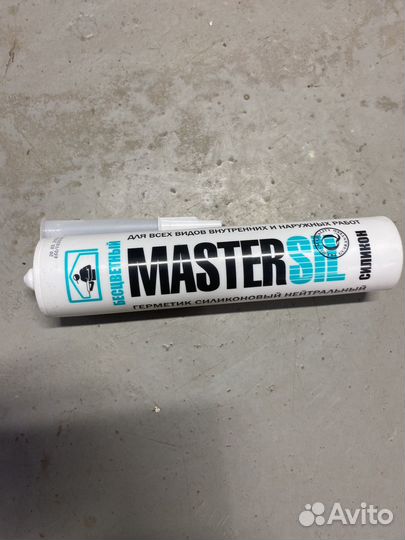 ДЛЯ ВСЕХ ВИДОВ ВНУТРЕННИХ И НАРУЖНЫХ РАБОТ
БЕСЦВЕТНЫЙ
MASTERSIL
СИЛИКОН
ГЕРМЕТИК СИЛИКОНОВЫЙ НЕЙТРАЛЬНЫЙ
Avito